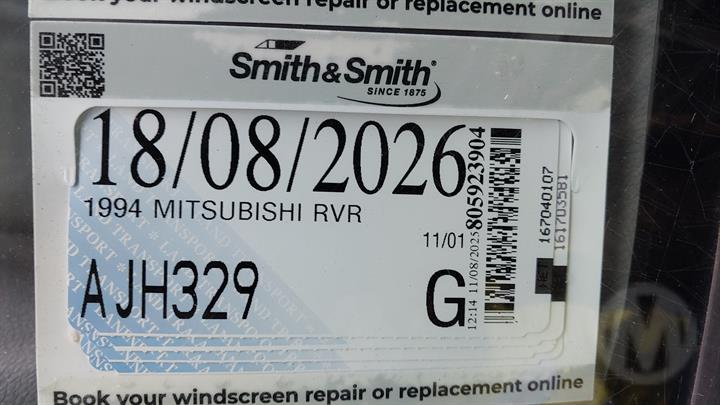 Book your windscreen repair or replacement online
Smith&Smith®
SINCE 1875
18/08/2026
1994 MITSUBISHI RVR
11/01
AJH329
G
12:14 11/08/2025
805923904
167040107
161703581
Book your windscreen repair or replacement online